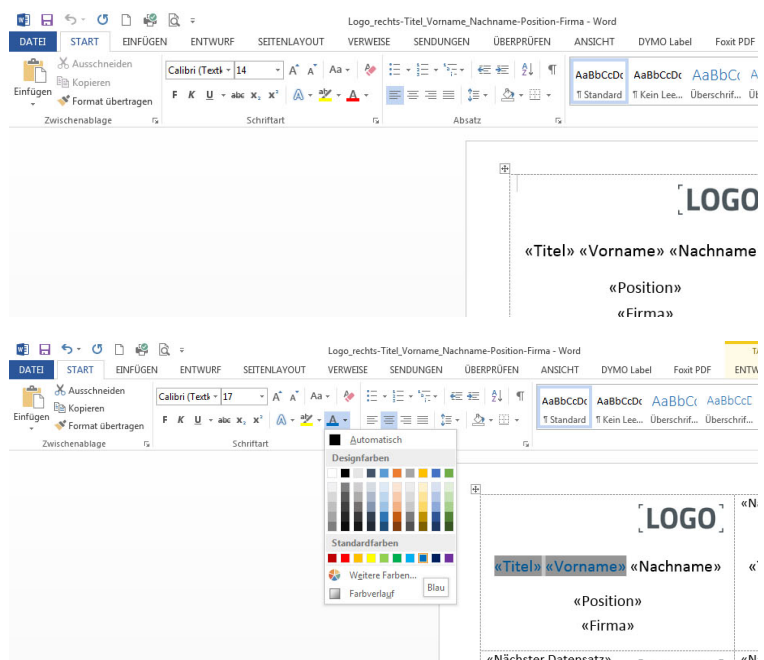 Logo_rechts-Titel_Vorname_Nachname-Position-Firma - Word
DATEI START EINFÜGEN ENTWURF SEITENLAYOUT VERWEISE SENDUNGEN ÜBERPRÜFEN ANSICHT DYMO Label Foxit PDF
Ausschneiden
Kopieren
Format übertragen
Einfügen
Calibri (Textk 14
Aa
F K U abc x₂ x² A aby A
AaBbCcDc AaBbCcDc AaBbCc
¶ Standard ¶ Kein Lee... Überschrif...
Zwischenablage Schriftart Absatz
LOGO
«Titel» «Vorname» «Nachname
«Position»
«Firma»
Logo_rechts-Titel_Vorname_Nachname-Position-Firma - Word
DATEI START EINFÜGEN ENTWURF SEITENLAYOUT VERWEISE SENDUNGEN ÜBERPRÜFEN ANSICHT DYMO Label Foxit PDF ENTW
Ausschneiden
Kopieren
Format übertragen
Einfügen
Calibri (Textk 17
Aa
F K U abc x₂ x² A aby A
AaBbCcDc AaBbCcDc AaBbCc AaBbCcD
¶ Standard ¶ Kein Lee... Überschrif... Überschrif...
Zwischenablage Schriftart
Automatisch
Designfarben
Standardfarben
Weitere Farben...
Farbverlauf
Blau
LOGO
«Titel» «Vorname» «Nachname»
«Position»
«Firma»
«Nächster Datensatz»